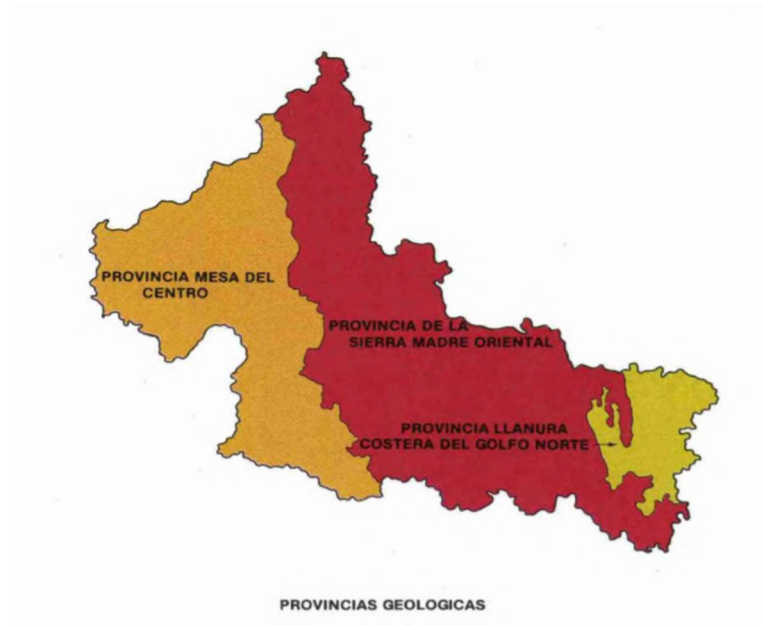 PROVINCIA MESA DEL
CENTRO
PROVINCIA DE LA
SIERRA MADRE ORIENTAL
PROVINCIA LLANURA
COSTERA DEL GOLFO NORTE
PROVINCIAS GEOLOGICAS